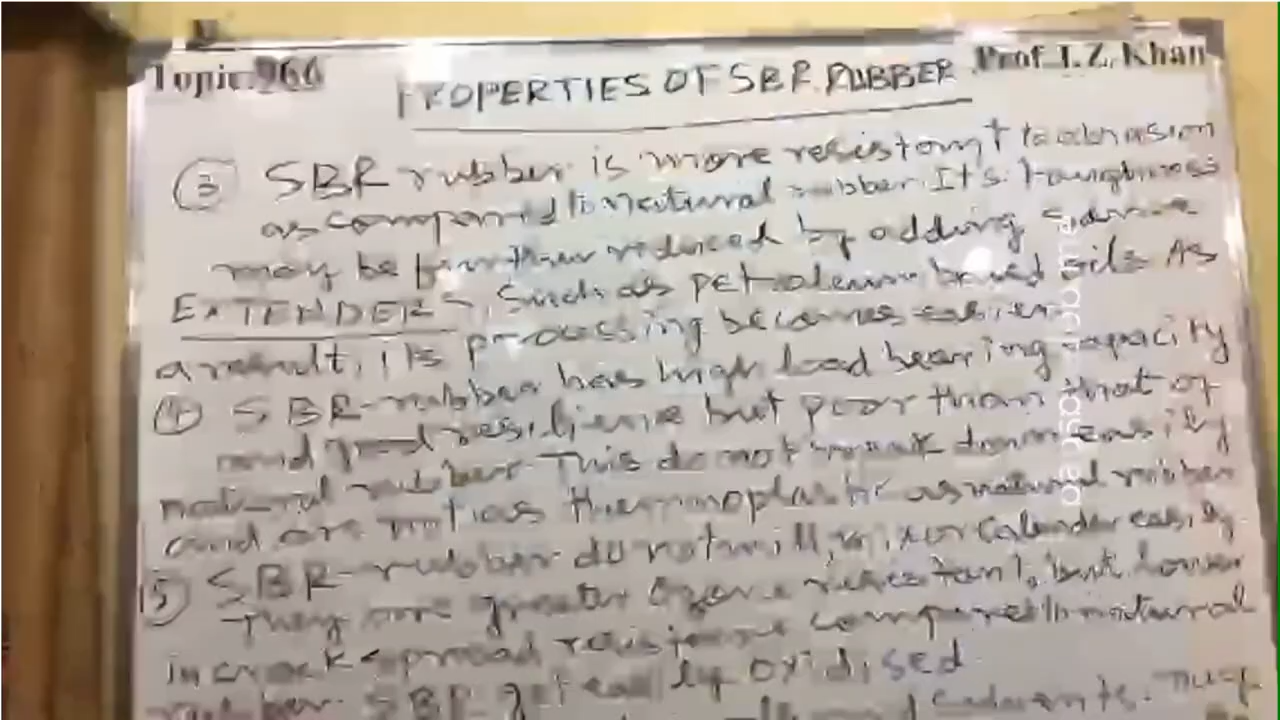 Topic.966
Prof I.Z. Khan
PROPERTIES OF SBR RUBBER
③ SBR rubber is more resistant to abrasion
as compared to natural rubber. It's toughness
may be further reduced by adding some
EXTENDERS, such as petroleum based oils. As
a result, its processing becomes easier.
④ SBR-rubber has high load bearing capacity
and good resilience but poor than that of
natural rubber. This do not break down easily
and are not as thermoplastic as natural rubber
⑤ SBR-rubber do not mill, mix or calender easily.
They are greater ozone resistant, but lower
in crack spread resistance compared to natural
rubber. SBR get easily oxidised
and solvents. They